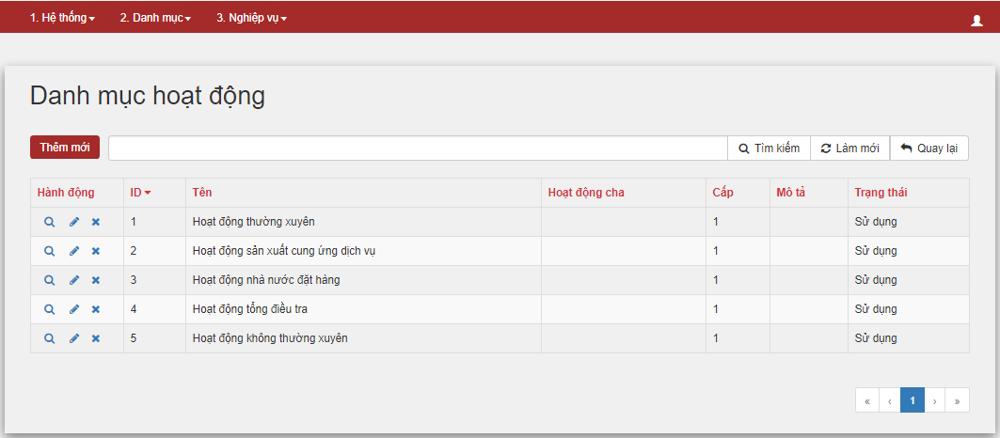 1. Hệ thống 2. Danh mục 3. Nghiệp vụ
Danh mục hoạt động
Thêm mới Tìm kiếm Làm mới Quay lại
Hành động ID Tên Hoạt động cha Cấp Mô tả Trạng thái
1 Hoạt động thường xuyên 1 Sử dụng
2 Hoạt động sản xuất cung ứng dịch vụ 1 Sử dụng
3 Hoạt động nhà nước đặt hàng 1 Sử dụng
4 Hoạt động tổng điều tra 1 Sử dụng
5 Hoạt động không thường xuyên 1 Sử dụng
« ‹ 1 › »